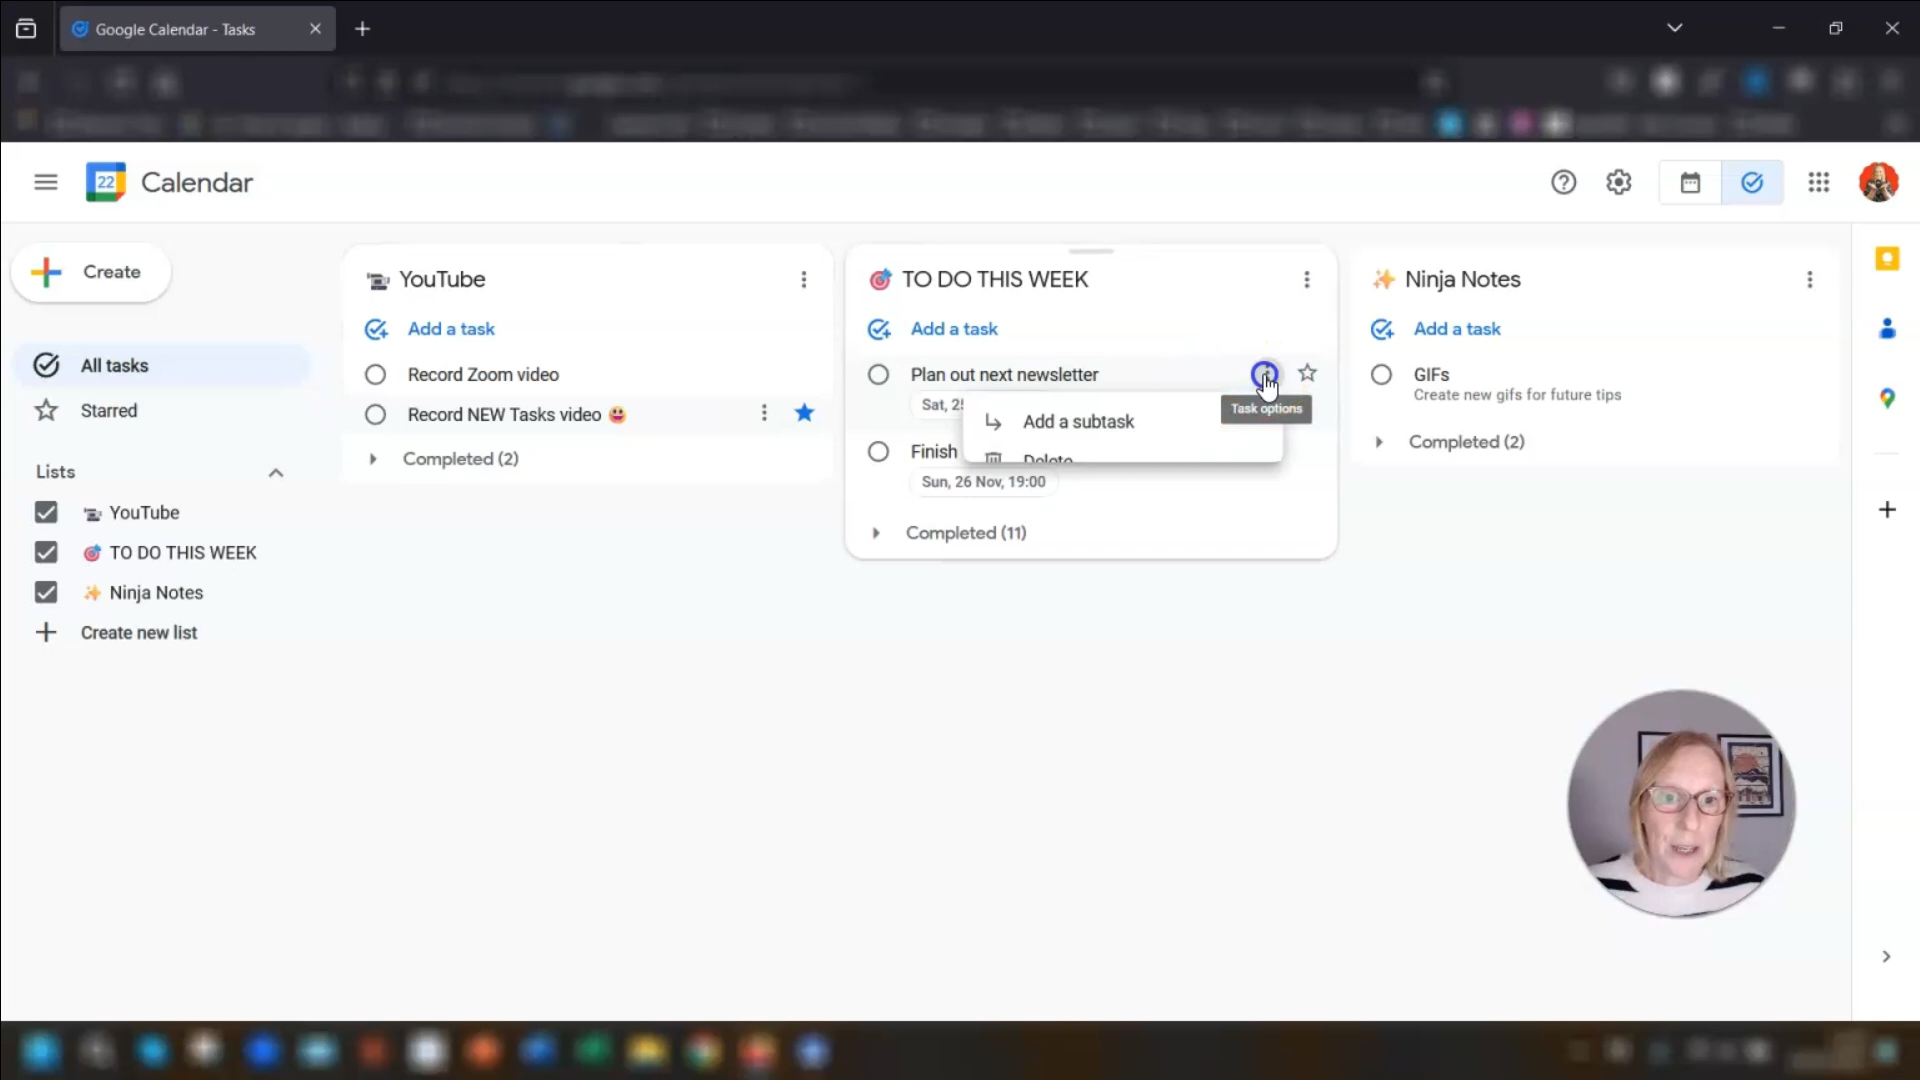 Google Calendar - Tasks
22
Calendar
Create
All tasks
Starred
Lists
YouTube
TO DO THIS WEEK
Ninja Notes
Create new list
YouTube
Add a task
Record Zoom video
Record NEW Tasks video
Completed (2)
TO DO THIS WEEK
Add a task
Plan out next newsletter
Task options
Sat, 25
Add a subtask
Delete
Finish
Sun, 26 Nov, 19:00
Completed (11)
Ninja Notes
Add a task
GIFs
Create new gifs for future tips
Completed (2)